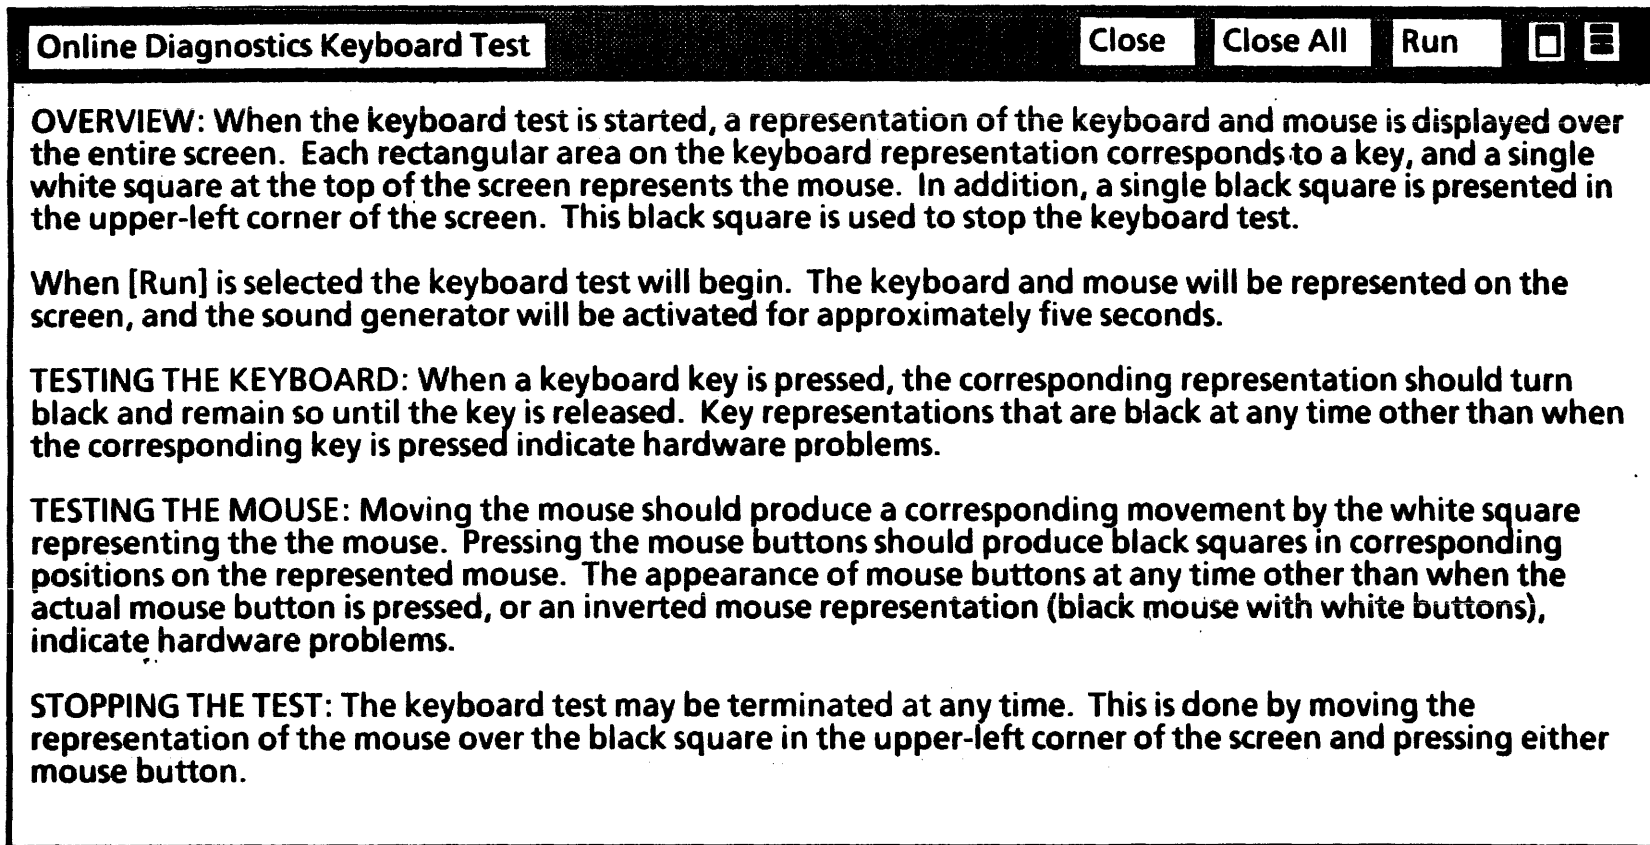 Online Diagnostics Keyboard Test Close Close All Run
OVERVIEW: When the keyboard test is started, a representation of the keyboard and mouse is displayed over
the entire screen. Each rectangular area on the keyboard representation corresponds to a key, and a single
white square at the top of the screen represents the mouse. In addition, a single black square is presented in
the upper-left corner of the screen. This black square is used to stop the keyboard test.
When [Run] is selected the keyboard test will begin. The keyboard and mouse will be represented on the
screen, and the sound generator will be activated for approximately five seconds.
TESTING THE KEYBOARD: When a keyboard key is pressed, the corresponding representation should turn
black and remain so until the key is released. Key representations that are black at any time other than when
the corresponding key is pressed indicate hardware problems.
TESTING THE MOUSE: Moving the mouse should produce a corresponding movement by the white square
representing the the mouse. Pressing the mouse buttons should produce black squares in corresponding
positions on the represented mouse. The appearance of mouse buttons at any time other than when the
actual mouse button is pressed, or an inverted mouse representation (black mouse with white buttons),
indicate hardware problems.
STOPPING THE TEST: The keyboard test may be terminated at any time. This is done by moving the
representation of the mouse over the black square in the upper-left corner of the screen and pressing either
mouse button.